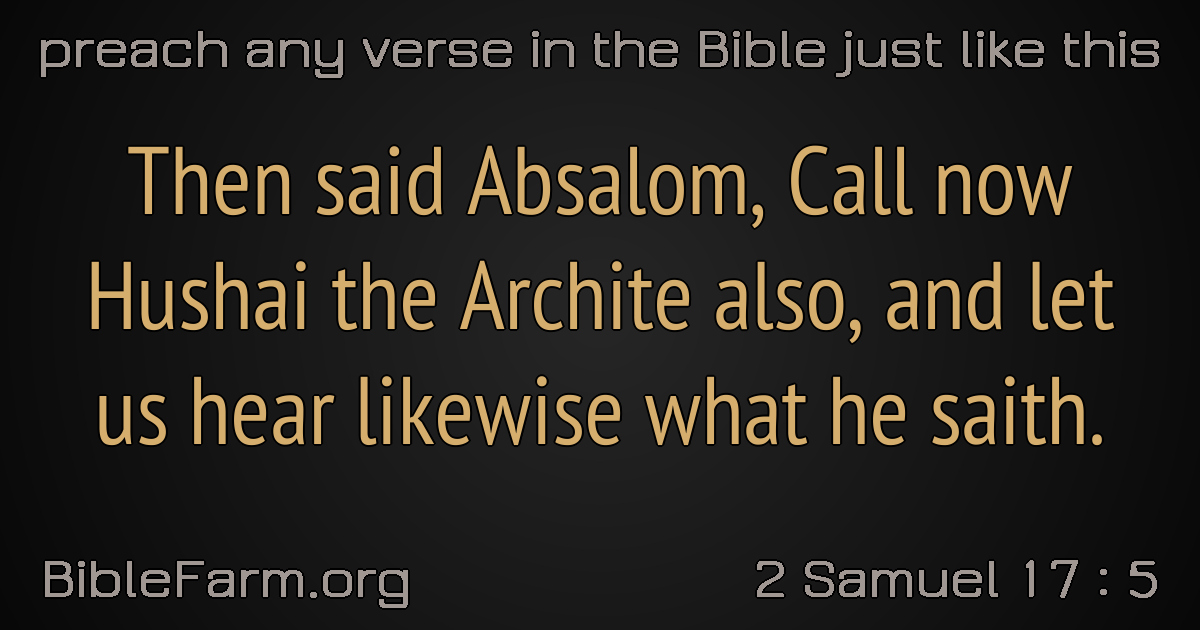 preach any verse in the Bible just like this
Then said Absalom, Call now
Hushai the Archite also, and let
us hear likewise what he saith.
BibleFarm.org
2 Samuel 17 : 5